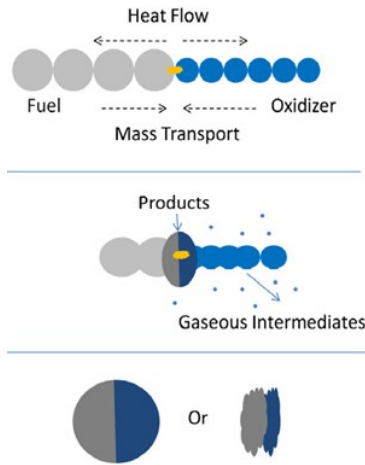 Heat Flow
Fuel
Oxidizer
Mass Transport
Products
Gaseous Intermediates
Or